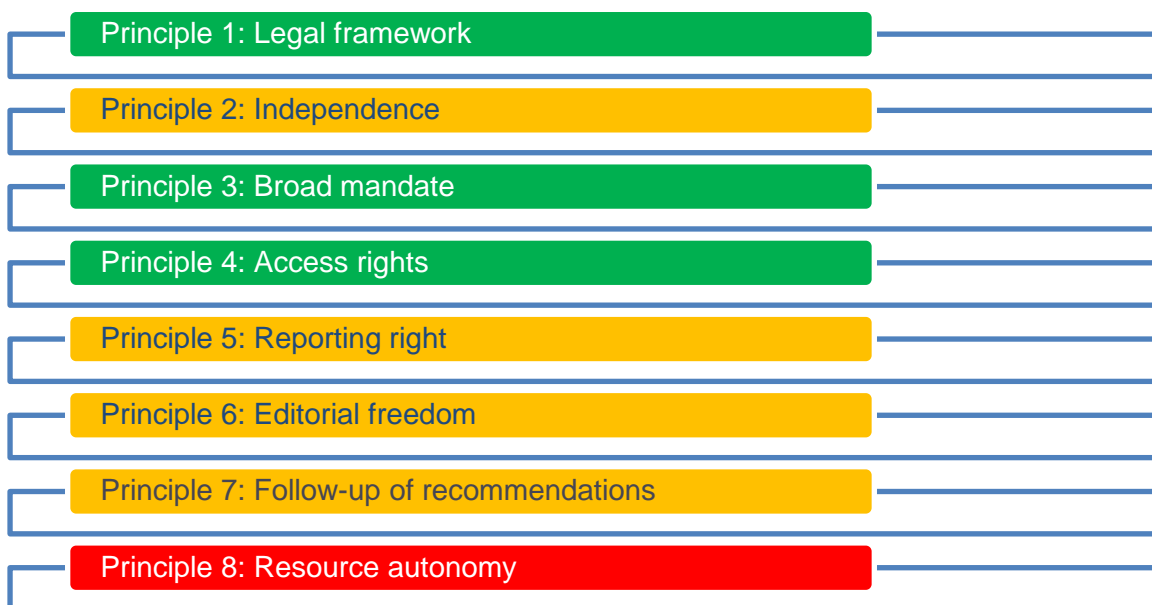 Principle 1: Legal framework
Principle 2: Independence
Principle 3: Broad mandate
Principle 4: Access rights
Principle 5: Reporting right
Principle 6: Editorial freedom
Principle 7: Follow-up of recommendations
Principle 8: Resource autonomy